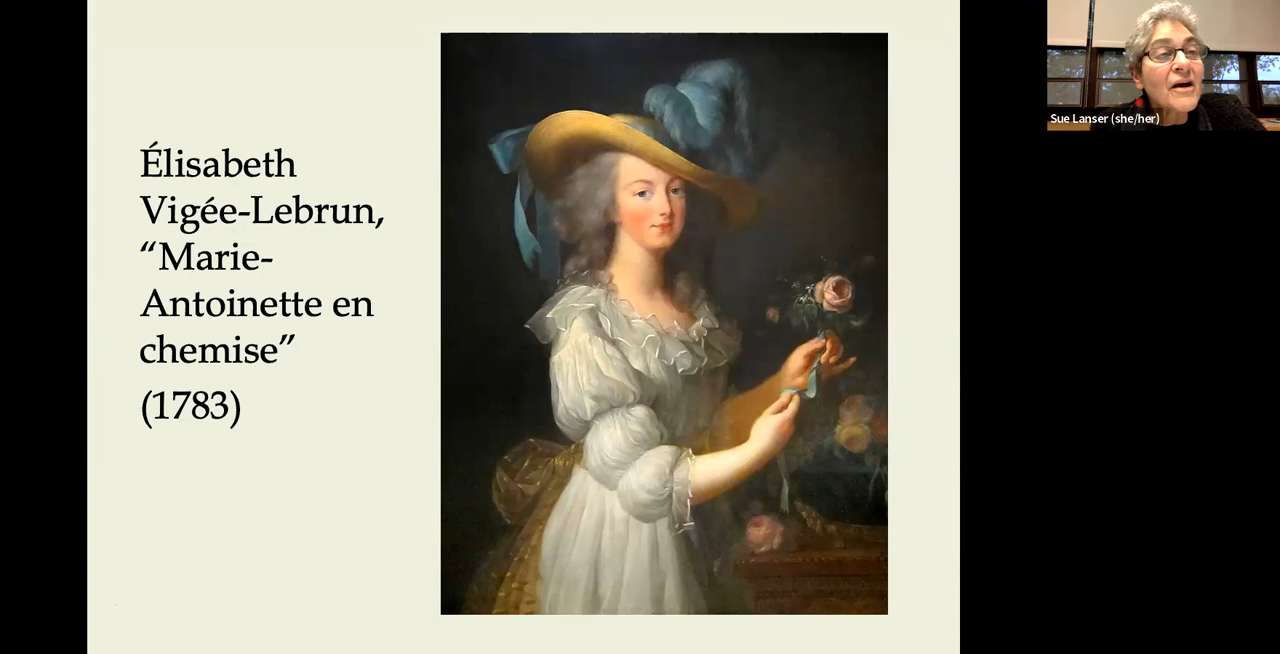 Élisabeth
Vigée-Lebrun,
“Marie-
Antoinette en
chemise”
(1783)
Sue Lanser (she/her)